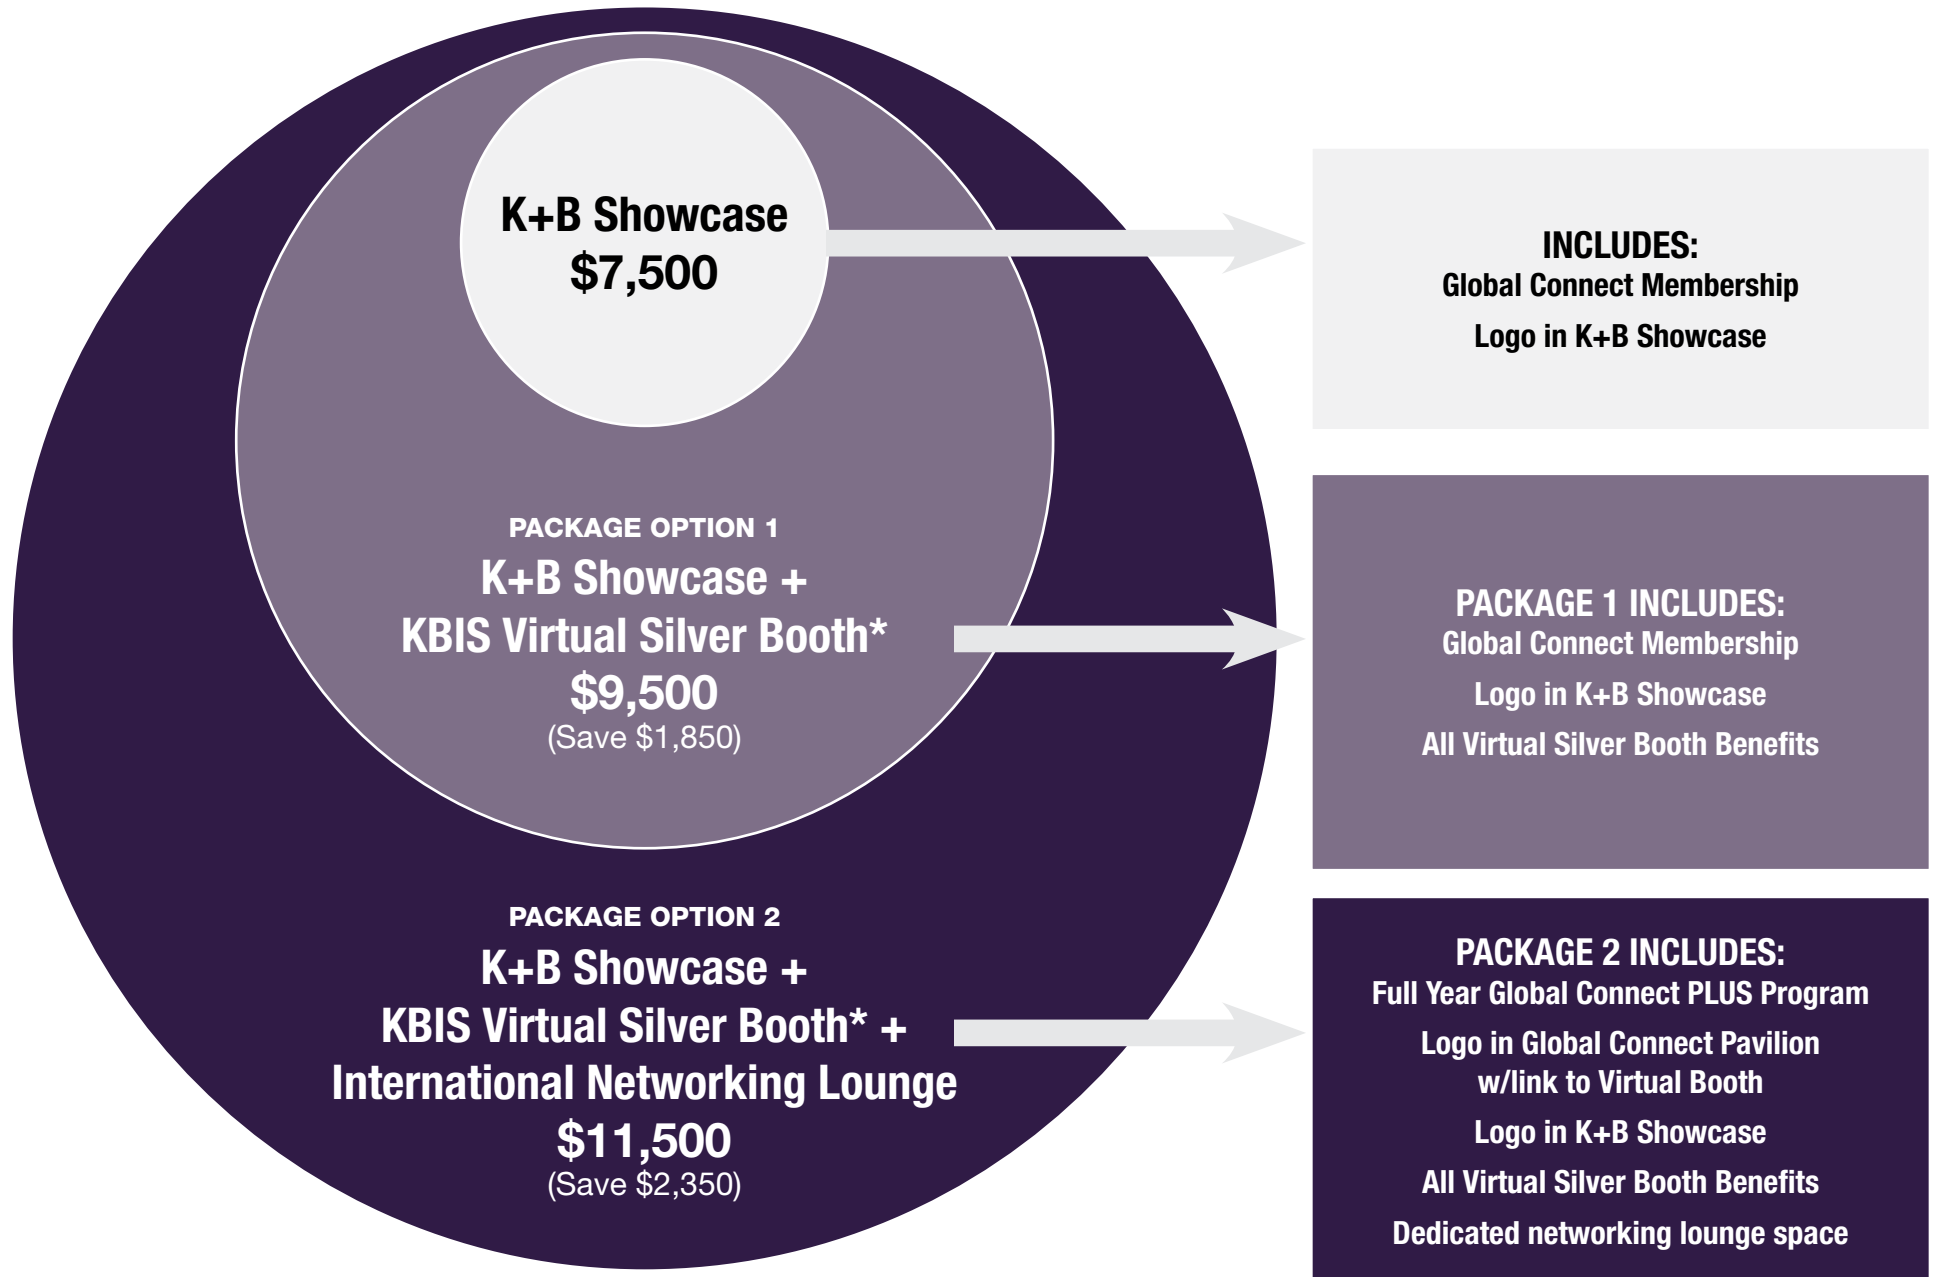 K+B Showcase
$7,500
INCLUDES:
Global Connect Membership
Logo in K+B Showcase
PACKAGE OPTION 1
K+B Showcase +
KBIS Virtual Silver Booth*
$9,500
(Save $1,850)
PACKAGE 1 INCLUDES:
Global Connect Membership
Logo in K+B Showcase
All Virtual Silver Booth Benefits
PACKAGE OPTION 2
K+B Showcase +
KBIS Virtual Silver Booth* +
International Networking Lounge
$11,500
(Save $2,350)
PACKAGE 2 INCLUDES:
Full Year Global Connect PLUS Program
Logo in Global Connect Pavilion
w/link to Virtual Booth
Logo in K+B Showcase
All Virtual Silver Booth Benefits
Dedicated networking lounge space